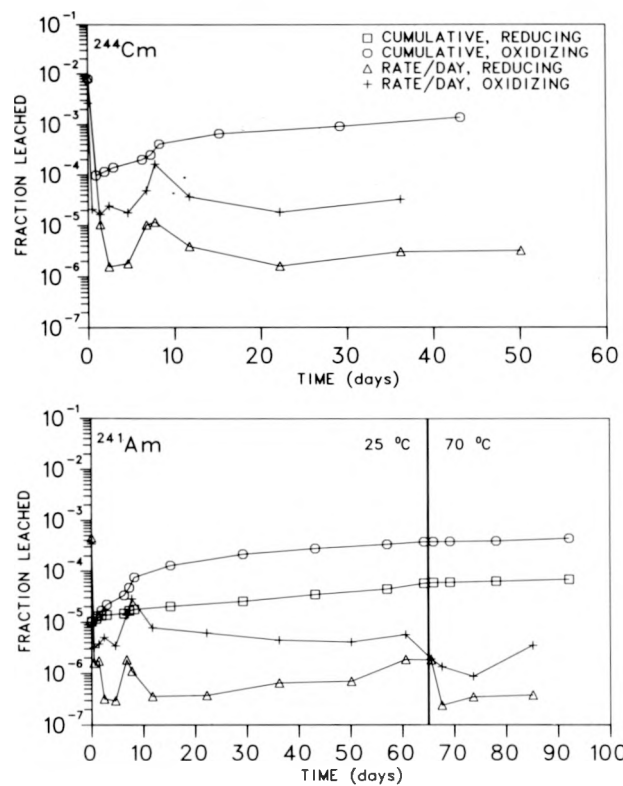 ²⁴⁴Cm
□ CUMULATIVE, REDUCING
○ CUMULATIVE, OXIDIZING
△ RATE/DAY, REDUCING
+ RATE/DAY, OXIDIZING
10⁻¹
10⁻²
10⁻³
10⁻⁴
10⁻⁵
10⁻⁶
10⁻⁷
FRACTION LEACHED
0 10 20 30 40 50 60
TIME (days)
²⁴¹Am
25 °C 70 °C
10⁻¹
10⁻²
10⁻³
10⁻⁴
10⁻⁵
10⁻⁶
10⁻⁷
FRACTION LEACHED
0 10 20 30 40 50 60 70 80 90 100
TIME (days)